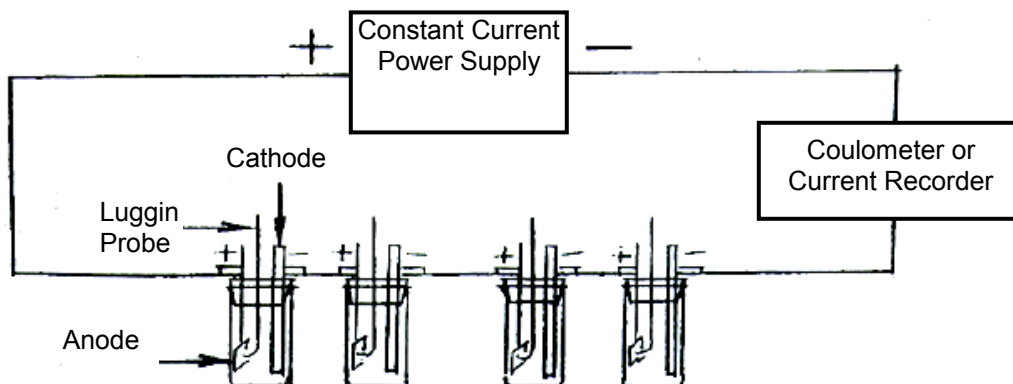 +
Constant Current
Power Supply
−
Coulometer or
Current Recorder
Cathode
Luggin
Probe
+ − + − + − + −
Anode